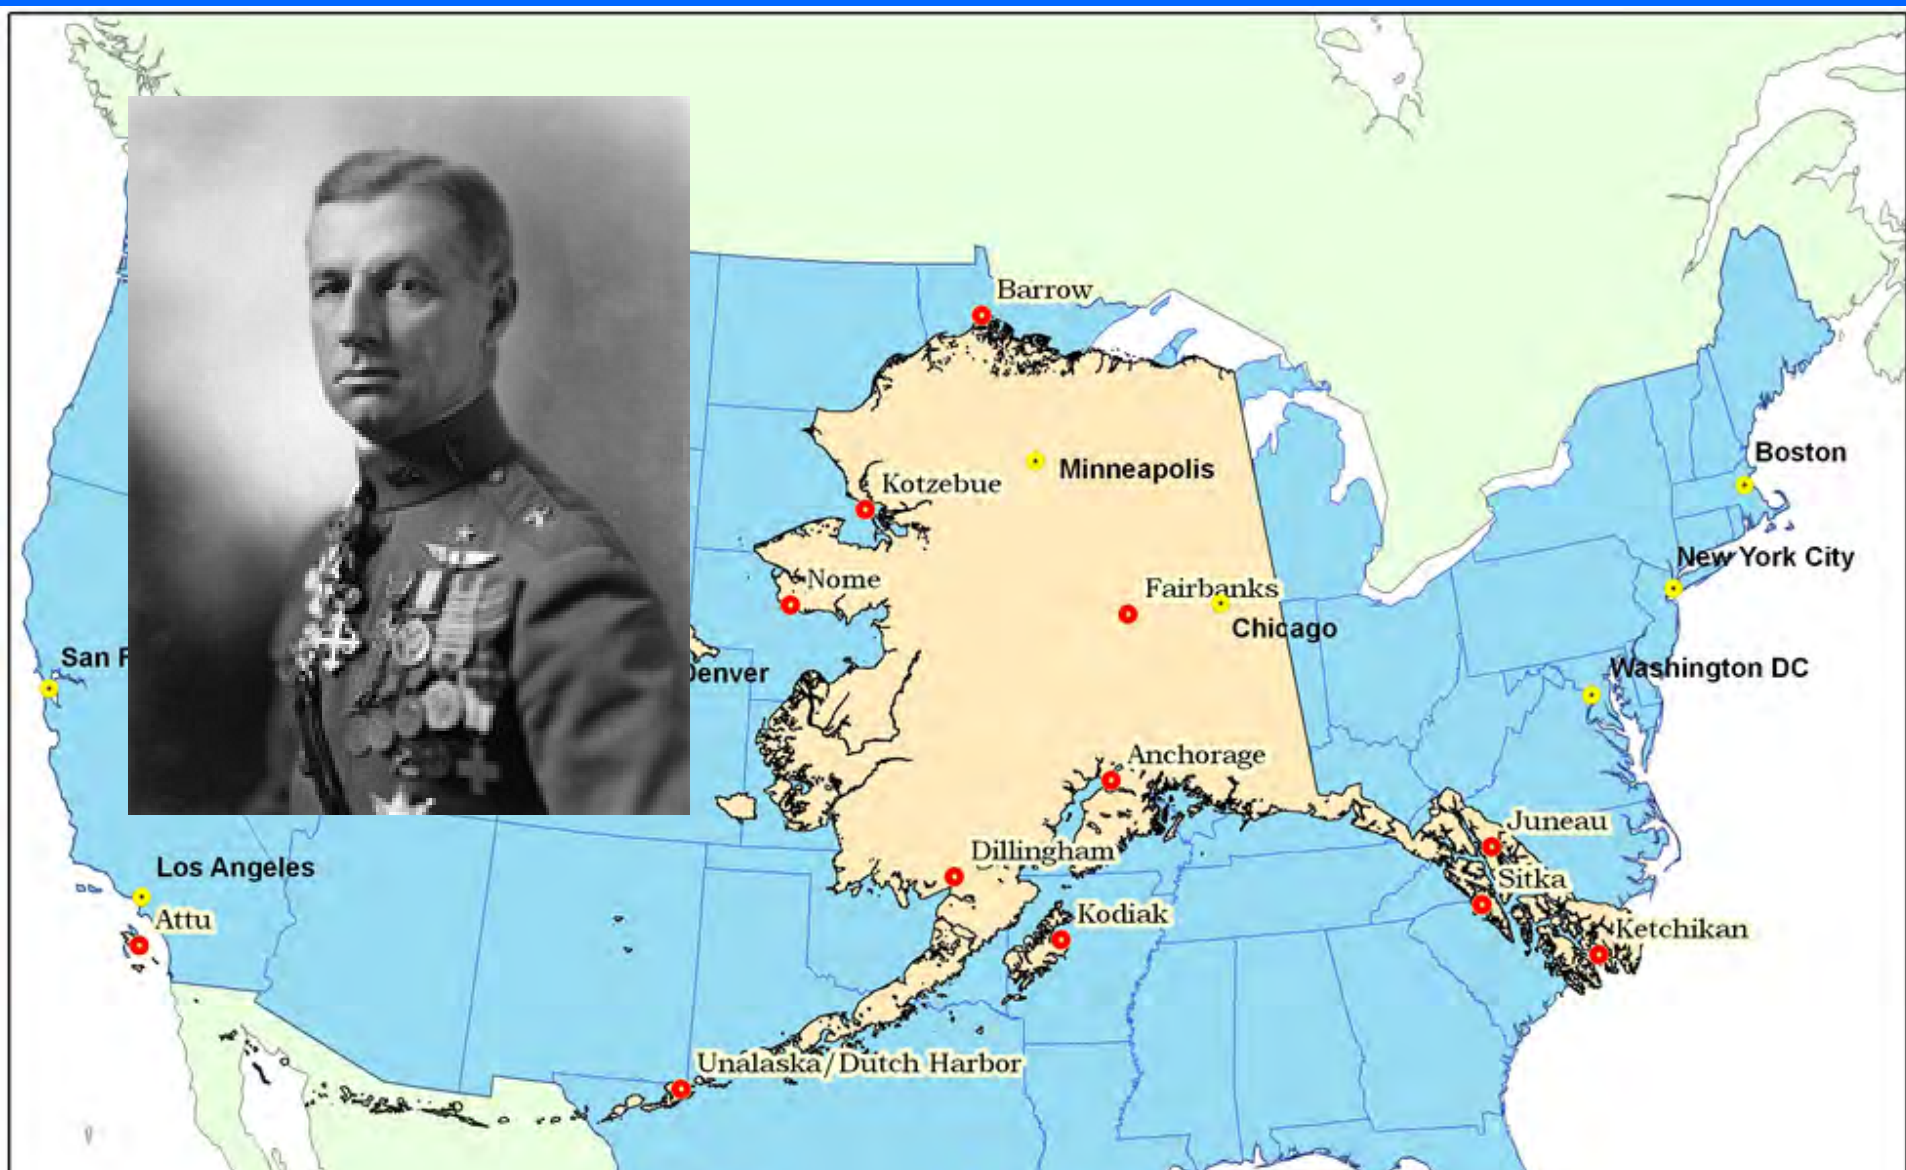 Barrow
Minneapolis
Boston
Kotzebue
New York City
Nome
Fairbanks
Chicago
San F
Denver
Washington DC
Anchorage
Juneau
Dillingham
Los Angeles
Sitka
Attu
Kodiak
Ketchikan
Unalaska/Dutch Harbor